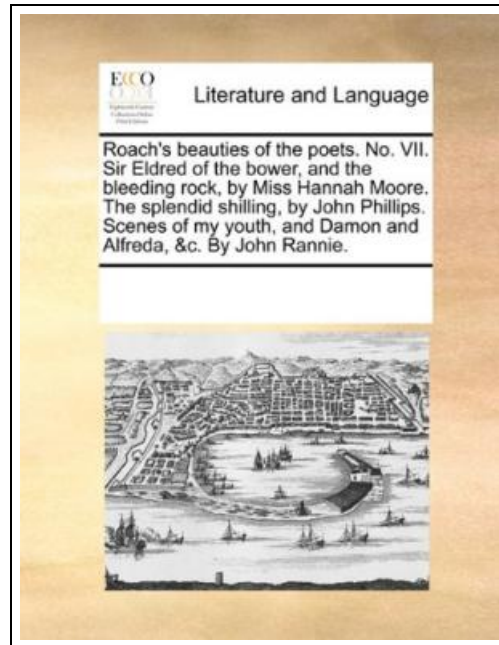 ECCO
Literature and Language
Roach's beauties of the poets. No. VII.
Sir Eldred of the bower, and the
bleeding rock, by Miss Hannah Moore.
The splendid shilling, by John Phillips.
Scenes of my youth, and Damon and
Alfreda, &c. By John Rannie.